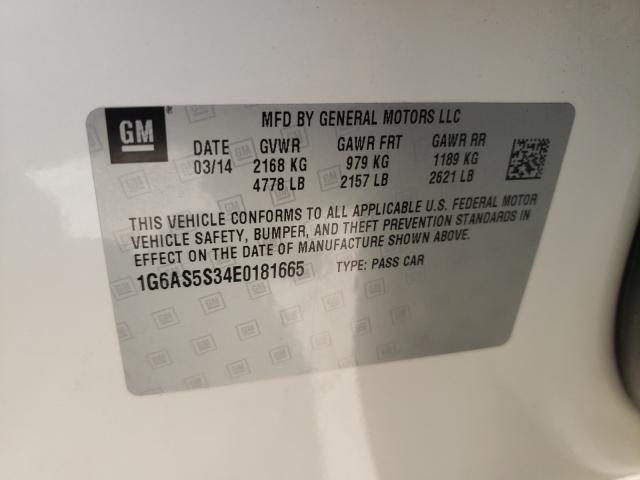 GM
®
MFD BY GENERAL MOTORS LLC
DATE GVWR GAWR FRT GAWR RR
03/14 2168 KG 979 KG 1189 KG
4778 LB 2157 LB 2621 LB
THIS VEHICLE CONFORMS TO ALL APPLICABLE U.S. FEDERAL MOTOR
VEHICLE SAFETY, BUMPER, AND THEFT PREVENTION STANDARDS IN
EFFECT ON THE DATE OF MANUFACTURE SHOWN ABOVE.
1G6AS5S34E0181665 TYPE: PASS CAR